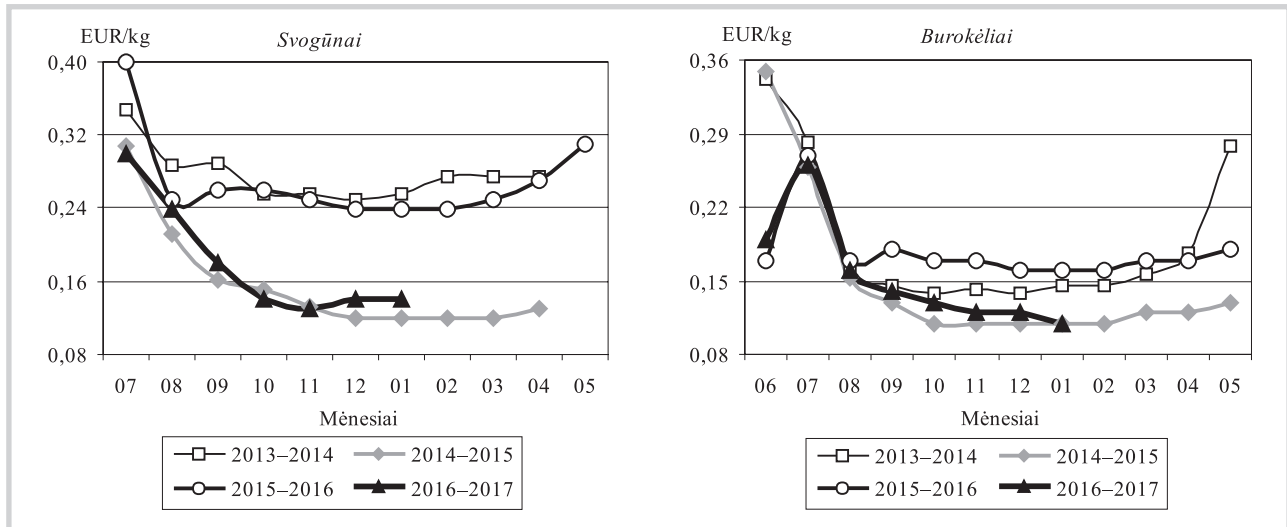 EUR/kg
Svogūnai
0,40
0,32
0,24
0,16
0,08
07 08 09 10 11 12 01 02 03 04 05
Mėnesiai
2013–2014 2014–2015
2015–2016 2016–2017
EUR/kg
Burokėliai
0,36
0,29
0,22
0,15
0,08
06 07 08 09 10 11 12 01 02 03 04 05
Mėnesiai
2013–2014 2014–2015
2015–2016 2016–2017